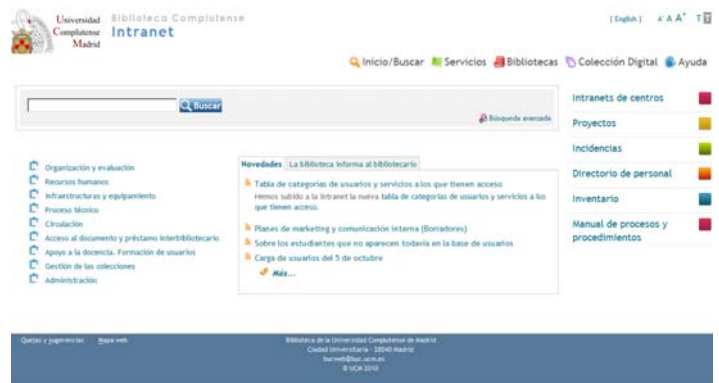 Universidad
Complutense
Madrid
Biblioteca Complutense
Intranet
[English] A⁻ A A⁺ T T
Inicio/Buscar Servicios Bibliotecas Colección Digital Ayuda
Buscar
Búsqueda avanzada
Organización y evaluación
Recursos humanos
Infraestructuras y equipamiento
Proceso técnico
Circulación
Acceso al documento y préstamo interbibliotecario
Apoyo a la docencia. Formación de usuarios
Gestión de las colecciones
Administración
Novedades La biblioteca informa al bibliotecario
Tabla de categorías de usuarios y servicios a los que tienen acceso
Hemos subido a la intranet la nueva tabla de categorías de usuarios y servicios a los
que tienen acceso.
Planes de marketing y comunicación interna (Borradores)
Sobre los estudiantes que no aparecen todavía en la base de usuarios
Carga de usuarios del 5 de octubre
Más...
Intranets de centros
Proyectos
Incidencias
Directorio de personal
Inventario
Manual de procesos y
procedimientos
Quejas y sugerencias Mapa web
Biblioteca de la Universidad Complutense de Madrid
Ciudad Universitaria - 28040 Madrid
bucweb@buc.ucm.es
© UCM 2010